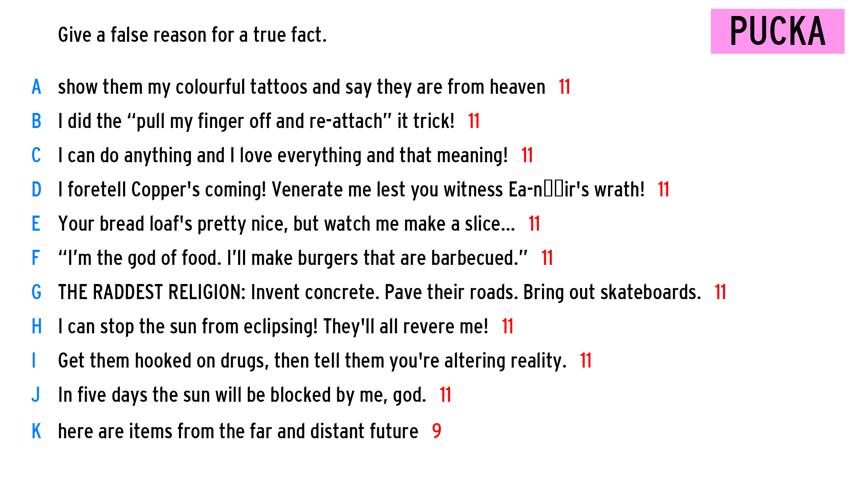 PUCKA
Give a false reason for a true fact.
A show them my colourful tattoos and say they are from heaven 11
B I did the “pull my finger off and re-attach” it trick! 11
C I can do anything and I love everything and that meaning! 11
D I foretell Copper's coming! Venerate me lest you witness Ea-n▯▯ir's wrath! 11
E Your bread loaf's pretty nice, but watch me make a slice... 11
F “I’m the god of food. I’ll make burgers that are barbecued.” 11
G THE RADDEST RELIGION: Invent concrete. Pave their roads. Bring out skateboards. 11
H I can stop the sun from eclipsing! They'll all revere me! 11
I Get them hooked on drugs, then tell them you're altering reality. 11
J In five days the sun will be blocked by me, god. 11
K here are items from the far and distant future 9